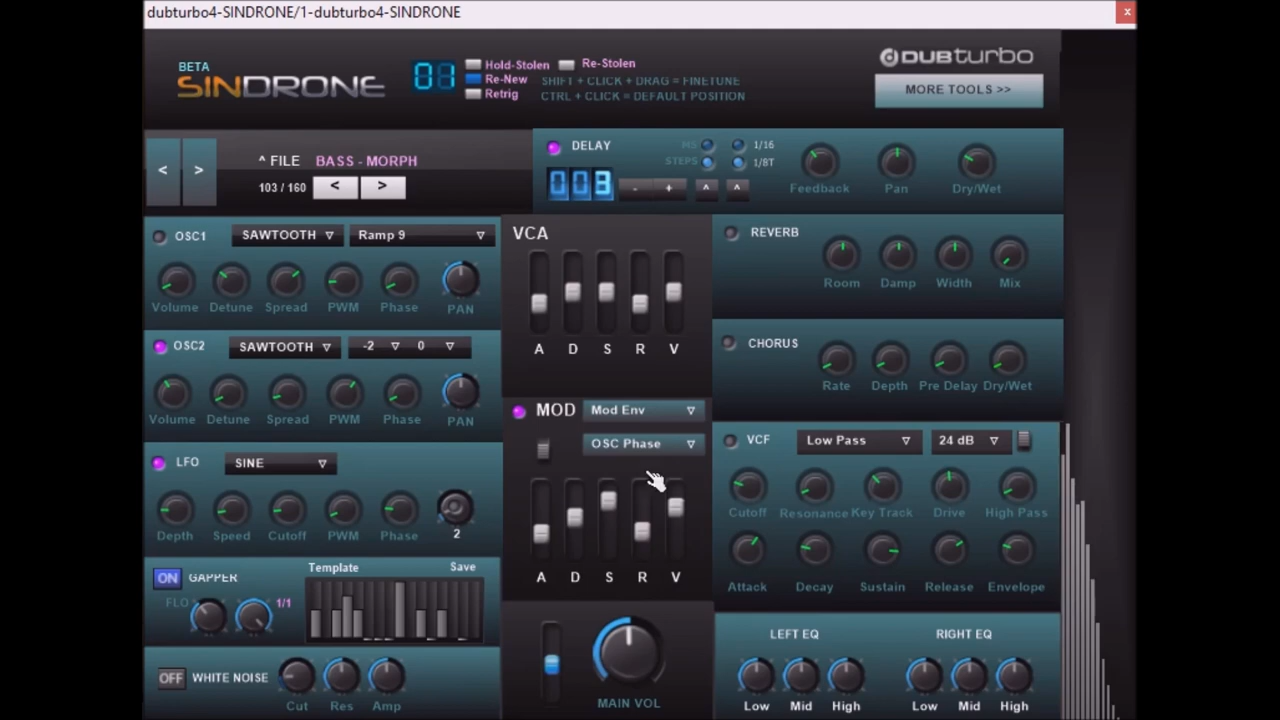 dubturbo4-SINDRONE/1-dubturbo4-SINDRONE
x
BETA
SINDRONE
01
Hold-Stolen
Re-Stolen
Re-New
Retrig
SHIFT + CLICK + DRAG = FINETUNE
CTRL + CLICK = DEFAULT POSITION
DUBturbo
MORE TOOLS >>
< >
^ FILE BASS - MORPH
103 / 160 < >
DELAY
MS 1/16
STEPS 1/8T
003 - + ^ ^
Feedback Pan Dry/Wet
OSC1 SAWTOOTH Ramp 9
Volume Detune Spread PWM Phase PAN
OSC2 SAWTOOTH -2 0
Volume Detune Spread PWM Phase PAN
LFO SINE
Depth Speed Cutoff PWM Phase 2
ON GAPPER
FLO 1/1
Template Save
OFF WHITE NOISE
Cut Res Amp
VCA
A D S R V
MOD Mod Env
OSC Phase
A D S R V
MAIN VOL
REVERB
Room Damp Width Mix
CHORUS
Rate Depth Pre Delay Dry/Wet
VCF Low Pass 24 dB
Cutoff Resonance Key Track Drive High Pass
Attack Decay Sustain Release Envelope
LEFT EQ RIGHT EQ
Low Mid High Low Mid High